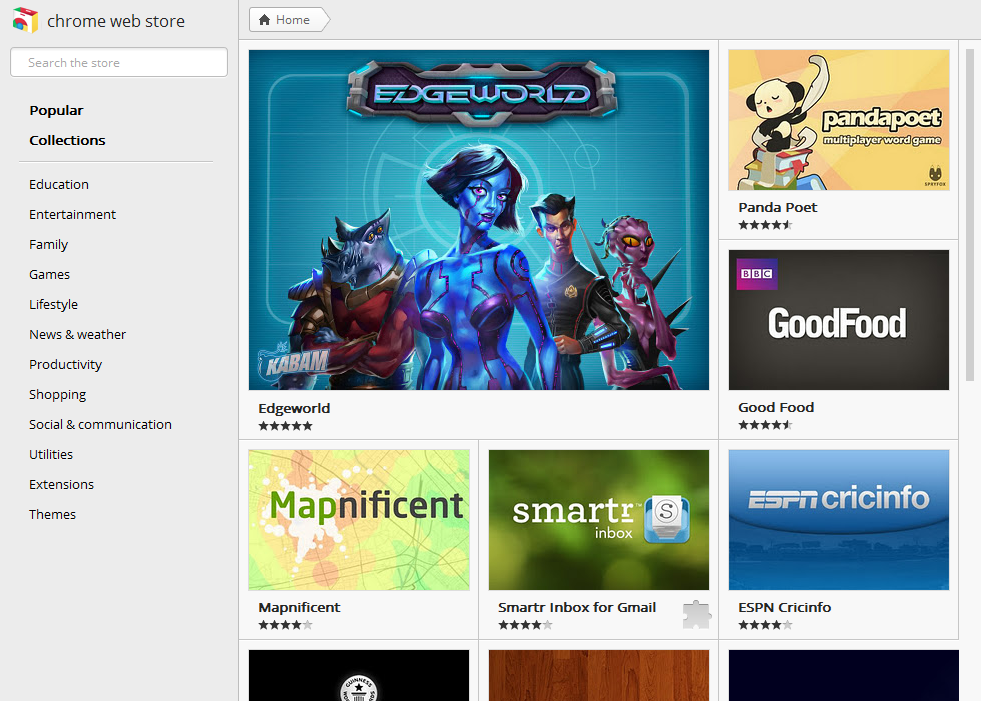 chrome web store
Search the store
Popular
Collections
Education
Entertainment
Family
Games
Lifestyle
News & weather
Productivity
Shopping
Social & communication
Utilities
Extensions
Themes
Home
EDGEWORLD
KABAM
Edgeworld
pandapoet
multiplayer word game
SPRYFOX
Panda Poet
BBC
GoodFood
Good Food
Mapnificent
Mapnificent
smartr™
inbox
S
Smartr Inbox for Gmail
ESPN cricinfo
ESPN Cricinfo
GUINNESS